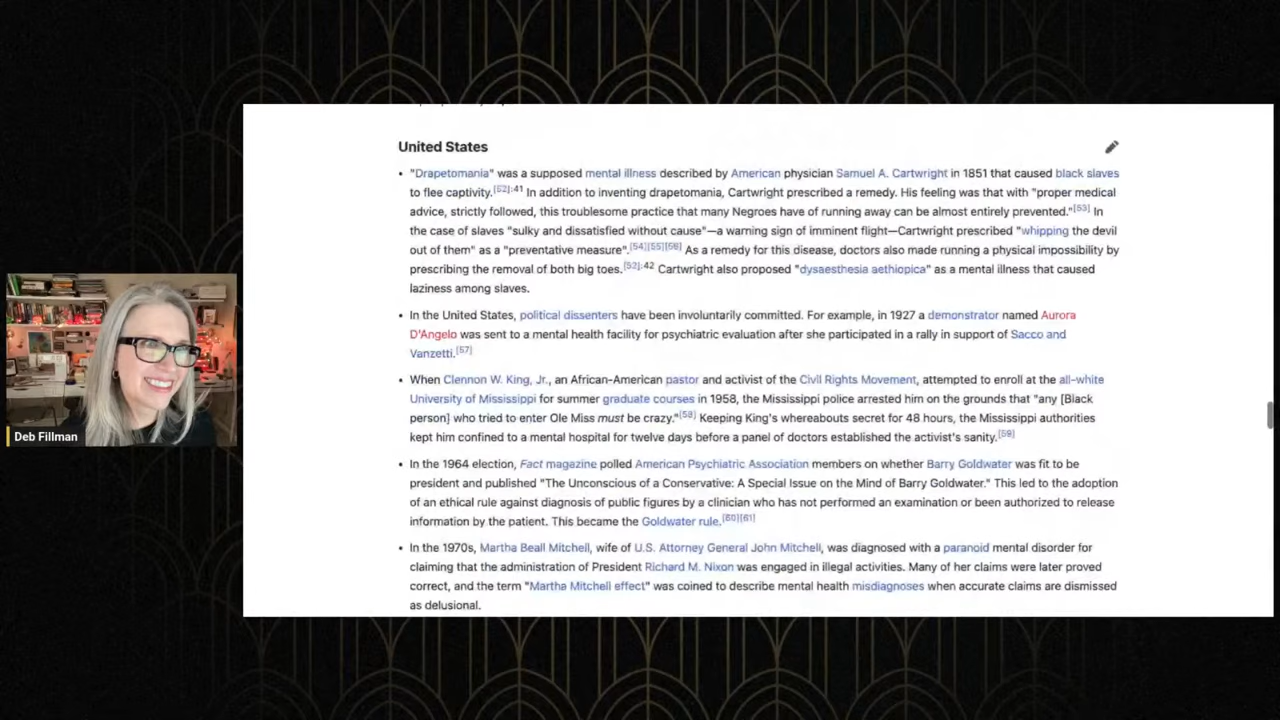 United States
• "Drapetomania" was a supposed mental illness described by American physician Samuel A. Cartwright in 1851 that caused black slaves
to flee captivity.[52]:41 In addition to inventing drapetomania, Cartwright prescribed a remedy. His feeling was that with "proper medical
advice, strictly followed, this troublesome practice that many Negroes have of running away can be almost entirely prevented."[53] In
the case of slaves "sulky and dissatisfied without cause"—a warning sign of imminent flight—Cartwright prescribed "whipping the devil
out of them" as a "preventative measure".[54][55][56] As a remedy for this disease, doctors also made running a physical impossibility by
prescribing the removal of both big toes.[52]:42 Cartwright also proposed "dysaesthesia aethiopica" as a mental illness that caused
laziness among slaves.
• In the United States, political dissenters have been involuntarily committed. For example, in 1927 a demonstrator named Aurora
D'Angelo was sent to a mental health facility for psychiatric evaluation after she participated in a rally in support of Sacco and
Vanzetti.[57]
• When Clennon W. King, Jr., an African-American pastor and activist of the Civil Rights Movement, attempted to enroll at the all-white
University of Mississippi for summer graduate courses in 1958, the Mississippi police arrested him on the grounds that "any [Black
person] who tried to enter Ole Miss must be crazy."[58] Keeping King's whereabouts secret for 48 hours, the Mississippi authorities
kept him confined to a mental hospital for twelve days before a panel of doctors established the activist's sanity.[59]
• In the 1964 election, Fact magazine polled American Psychiatric Association members on whether Barry Goldwater was fit to be
president and published "The Unconscious of a Conservative: A Special Issue on the Mind of Barry Goldwater." This led to the adoption
of an ethical rule against diagnosis of public figures by a clinician who has not performed an examination or been authorized to release
information by the patient. This became the Goldwater rule.[60][61]
• In the 1970s, Martha Beall Mitchell, wife of U.S. Attorney General John Mitchell, was diagnosed with a paranoid mental disorder for
claiming that the administration of President Richard M. Nixon was engaged in illegal activities. Many of her claims were later proved
correct, and the term "Martha Mitchell effect" was coined to describe mental health misdiagnoses when accurate claims are dismissed
as delusional.
Deb Fillman